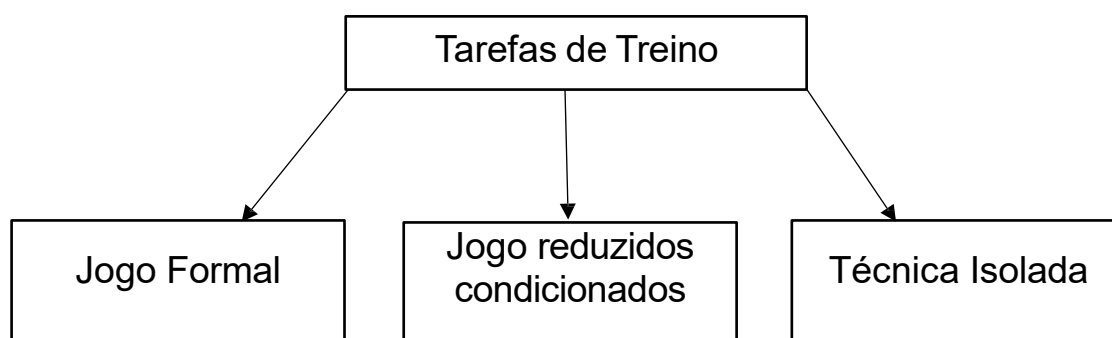 Tarefas de Treino
Jogo Formal
Jogo reduzidos
condicionados
Técnica Isolada